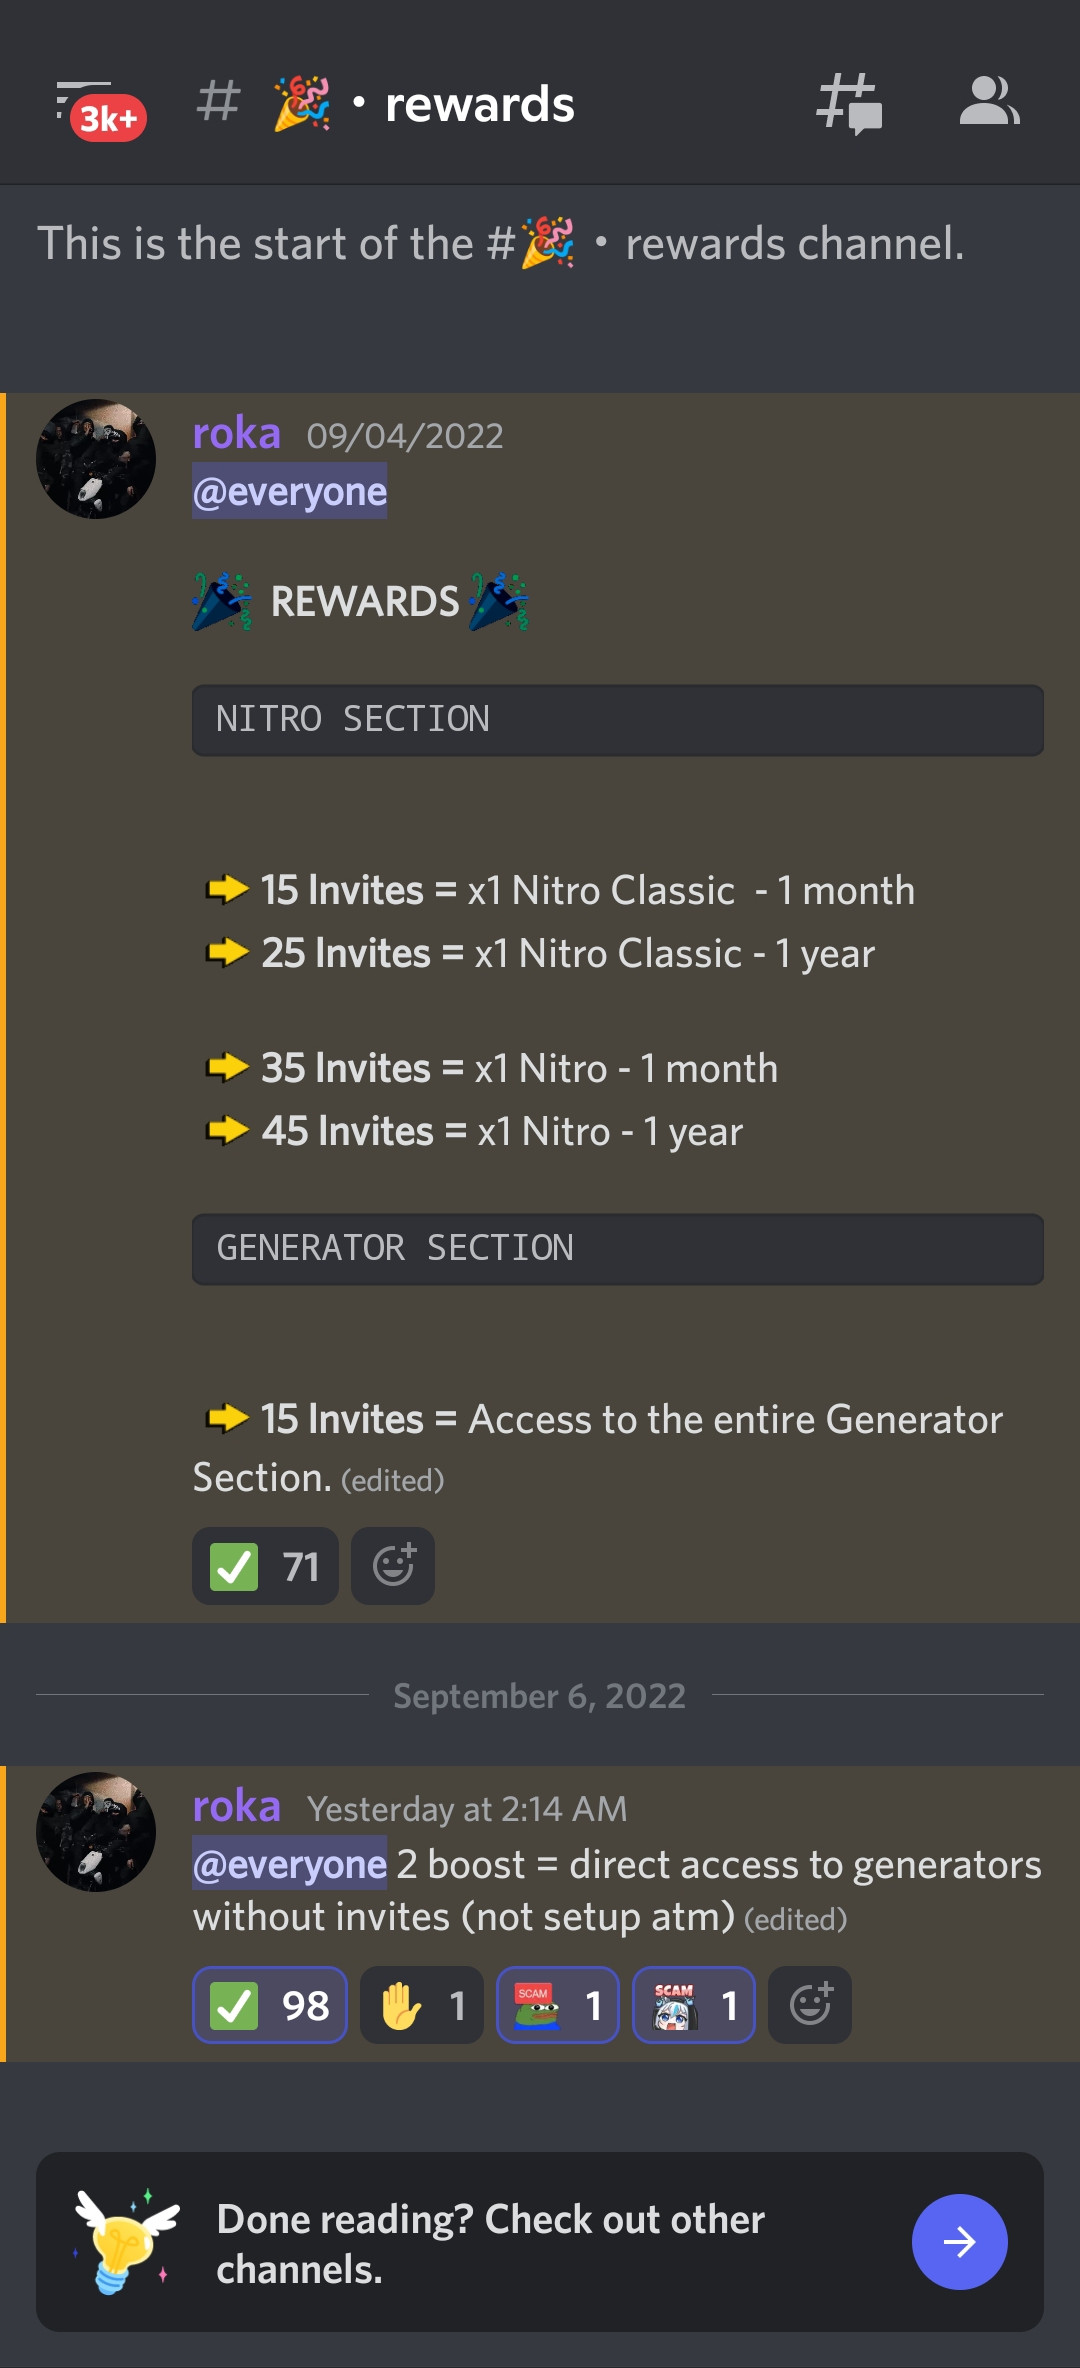 3k+
# 🎉 • rewards
This is the start of the #🎉 • rewards channel.
roka 09/04/2022
@everyone
REWARDS
NITRO SECTION
15 Invites = x1 Nitro Classic  - 1 month
25 Invites = x1 Nitro Classic - 1 year
35 Invites = x1 Nitro - 1 month
45 Invites = x1 Nitro - 1 year
GENERATOR SECTION
15 Invites = Access to the entire Generator
Section. (edited)
✅ 71
September 6, 2022
roka Yesterday at 2:14 AM
@everyone 2 boost = direct access to generators
without invites (not setup atm) (edited)
✅ 98 ✋ 1 SCAM 1 SCAM 1
Done reading? Check out other
channels.